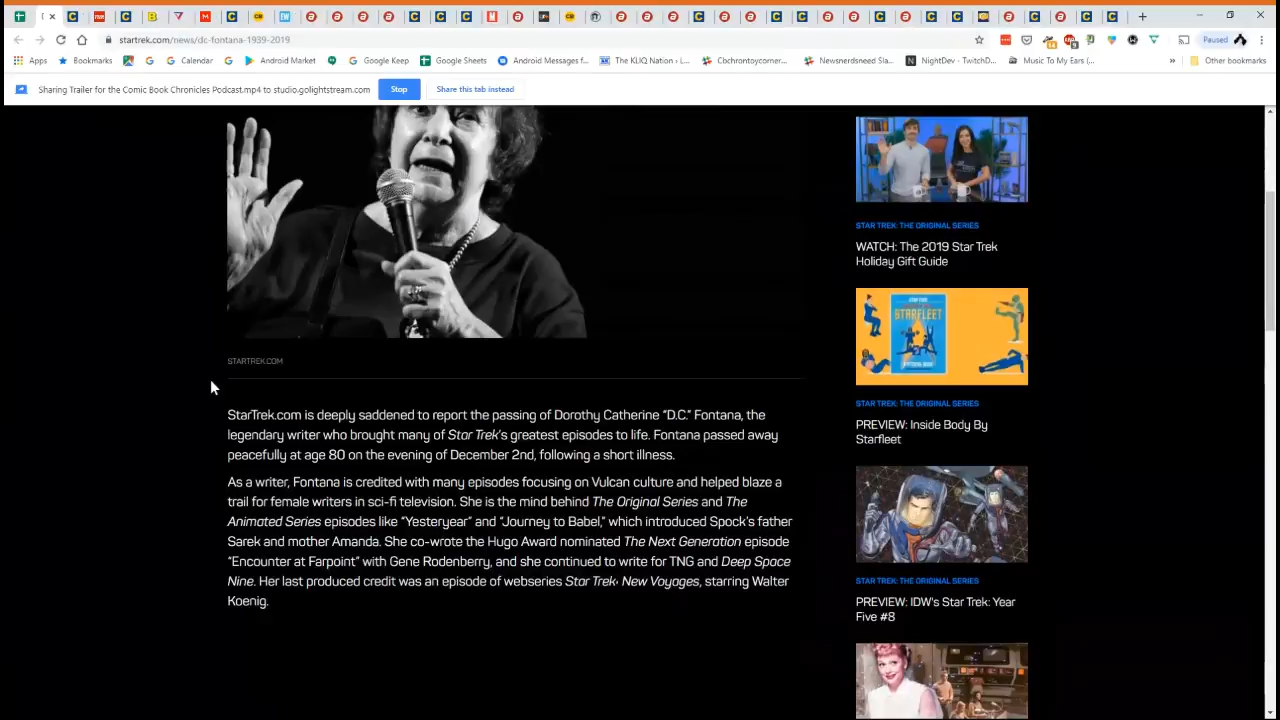 startrek.com/news/dc-fontana-1939-2019
Paused
Apps
Bookmarks
Calendar
Android Market
Google Keep
Google Sheets
Android Messages f...
The KLIQ Nation › L...
Cbchrontoycorner...
Newsnerdsneed Sla...
NightDev - TwitchD...
Music To My Ears (...
»
Other bookmarks
Sharing Trailer for the Comic Book Chronicles Podcast.mp4 to studio.golightstream.com
Stop
Share this tab instead
STARTREK.COM
StarTrek.com is deeply saddened to report the passing of Dorothy Catherine “D.C.” Fontana, the
legendary writer who brought many of Star Trek's greatest episodes to life. Fontana passed away
peacefully at age 80 on the evening of December 2nd, following a short illness.
As a writer, Fontana is credited with many episodes focusing on Vulcan culture and helped blaze a
trail for female writers in sci-fi television. She is the mind behind The Original Series and The
Animated Series episodes like “Yesteryear” and “Journey to Babel,” which introduced Spock's father
Sarek and mother Amanda. She co-wrote the Hugo Award nominated The Next Generation episode
“Encounter at Farpoint” with Gene Rodenberry, and she continued to write for TNG and Deep Space
Nine. Her last produced credit was an episode of webseries Star Trek: New Voyages, starring Walter
Koenig.
STAR TREK: THE ORIGINAL SERIES
WATCH: The 2019 Star Trek
Holiday Gift Guide
STARFLEET
STAR TREK: THE ORIGINAL SERIES
PREVIEW: Inside Body By
Starfleet
STAR TREK: THE ORIGINAL SERIES
PREVIEW: IDW's Star Trek: Year
Five #8